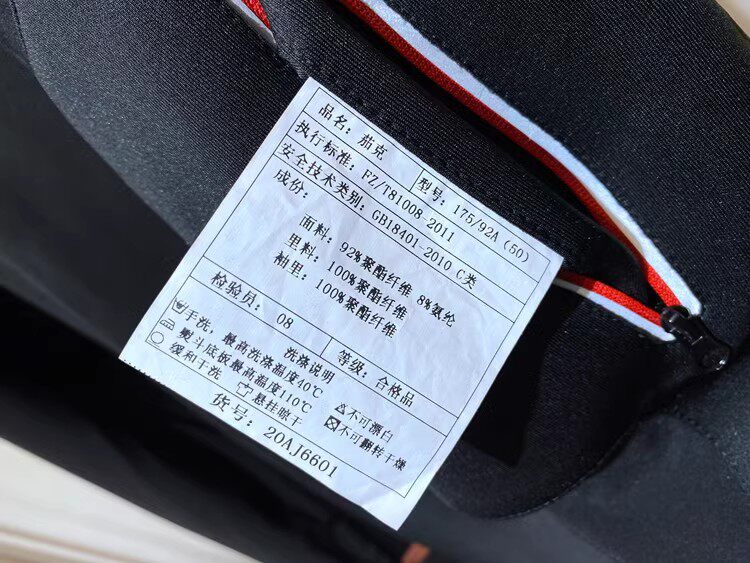 品名：茄克 型号：175/92A（50）
执行标准：FZ/T81008-2011
安全技术类别：GB18401-2010 C类
成份：
面料：92%聚酯纤维 8%氨纶
里料：100%聚酯纤维
袖里：100%聚酯纤维
检验员：08 等级：合格品
洗涤说明
手洗，最高洗涤温度40℃ 不可漂白
熨斗底板最高温度110℃ 不可翻转干燥
缓和干洗 悬挂晾干
货号：20AJ6601